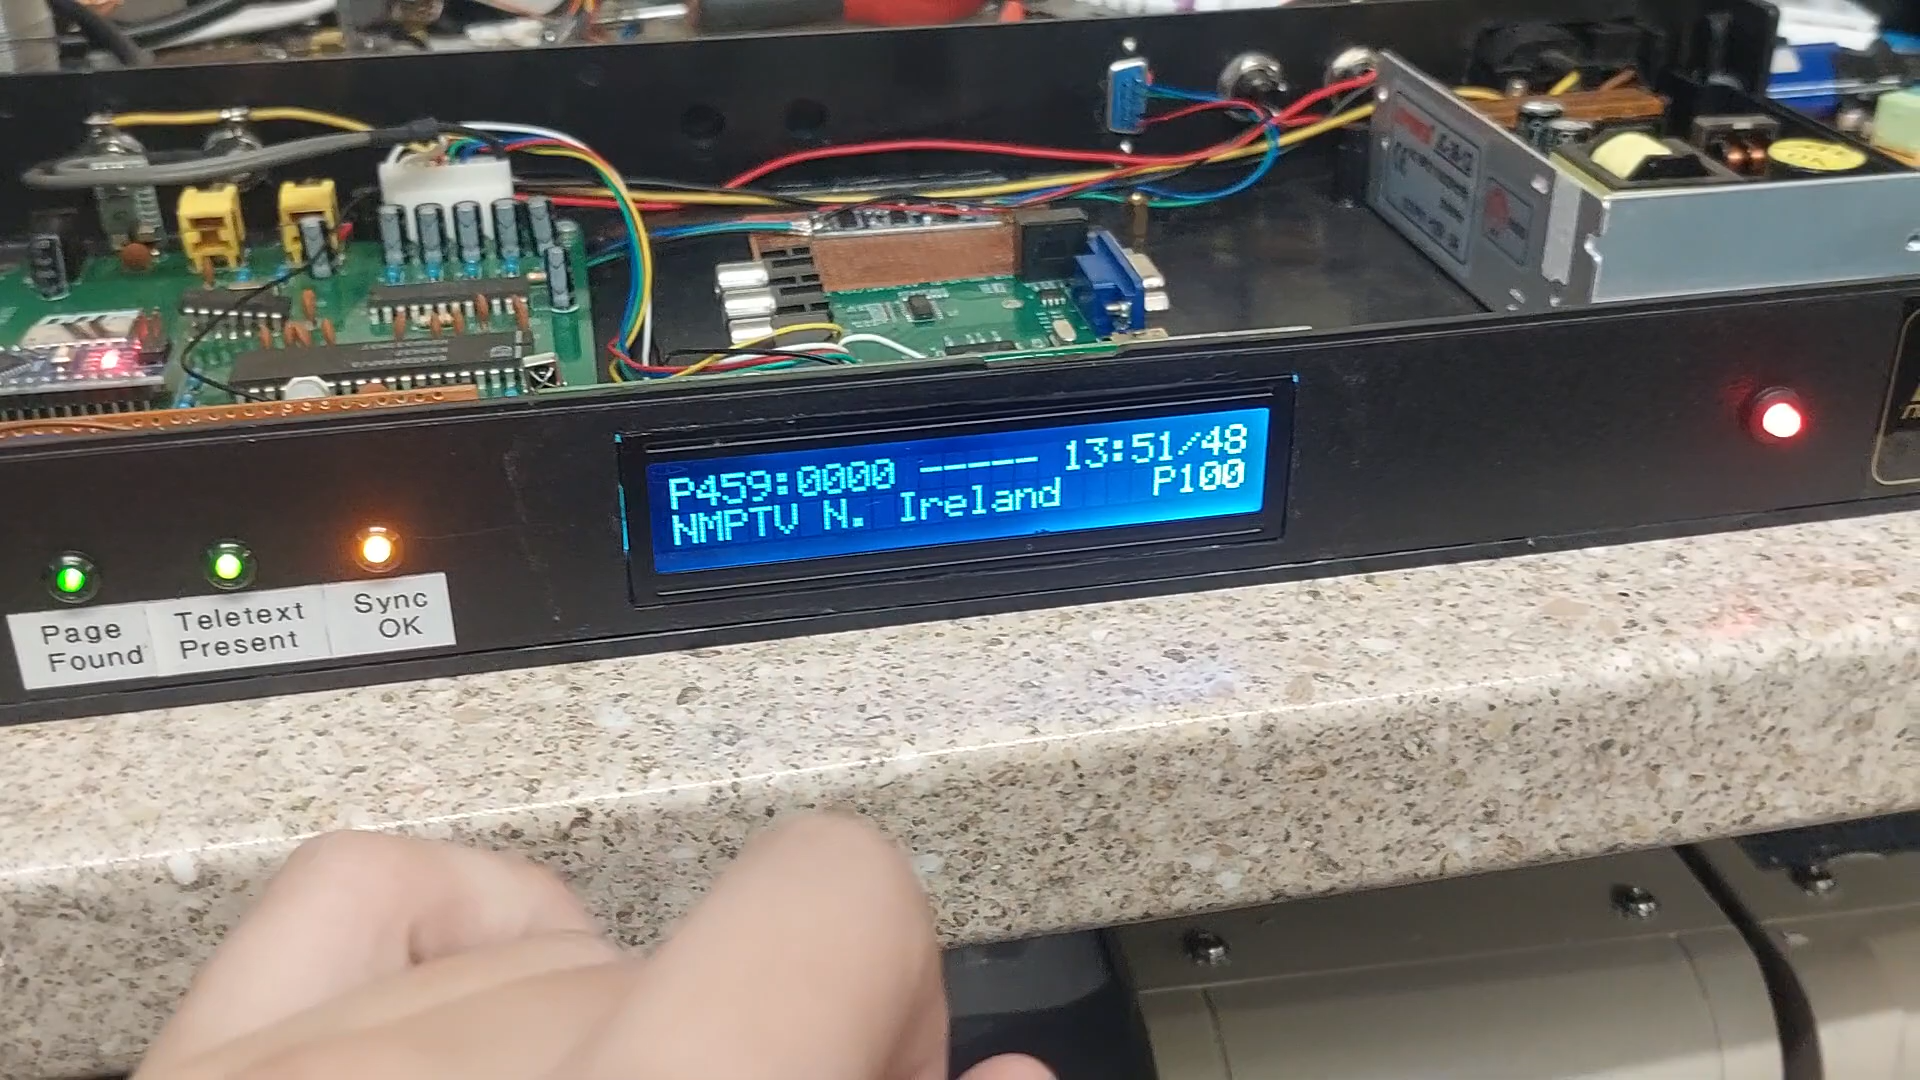 P459:0000 ----- 13:51/48
NMPTV N. Ireland P100
Page
Found
Teletext
Present
Sync
OK